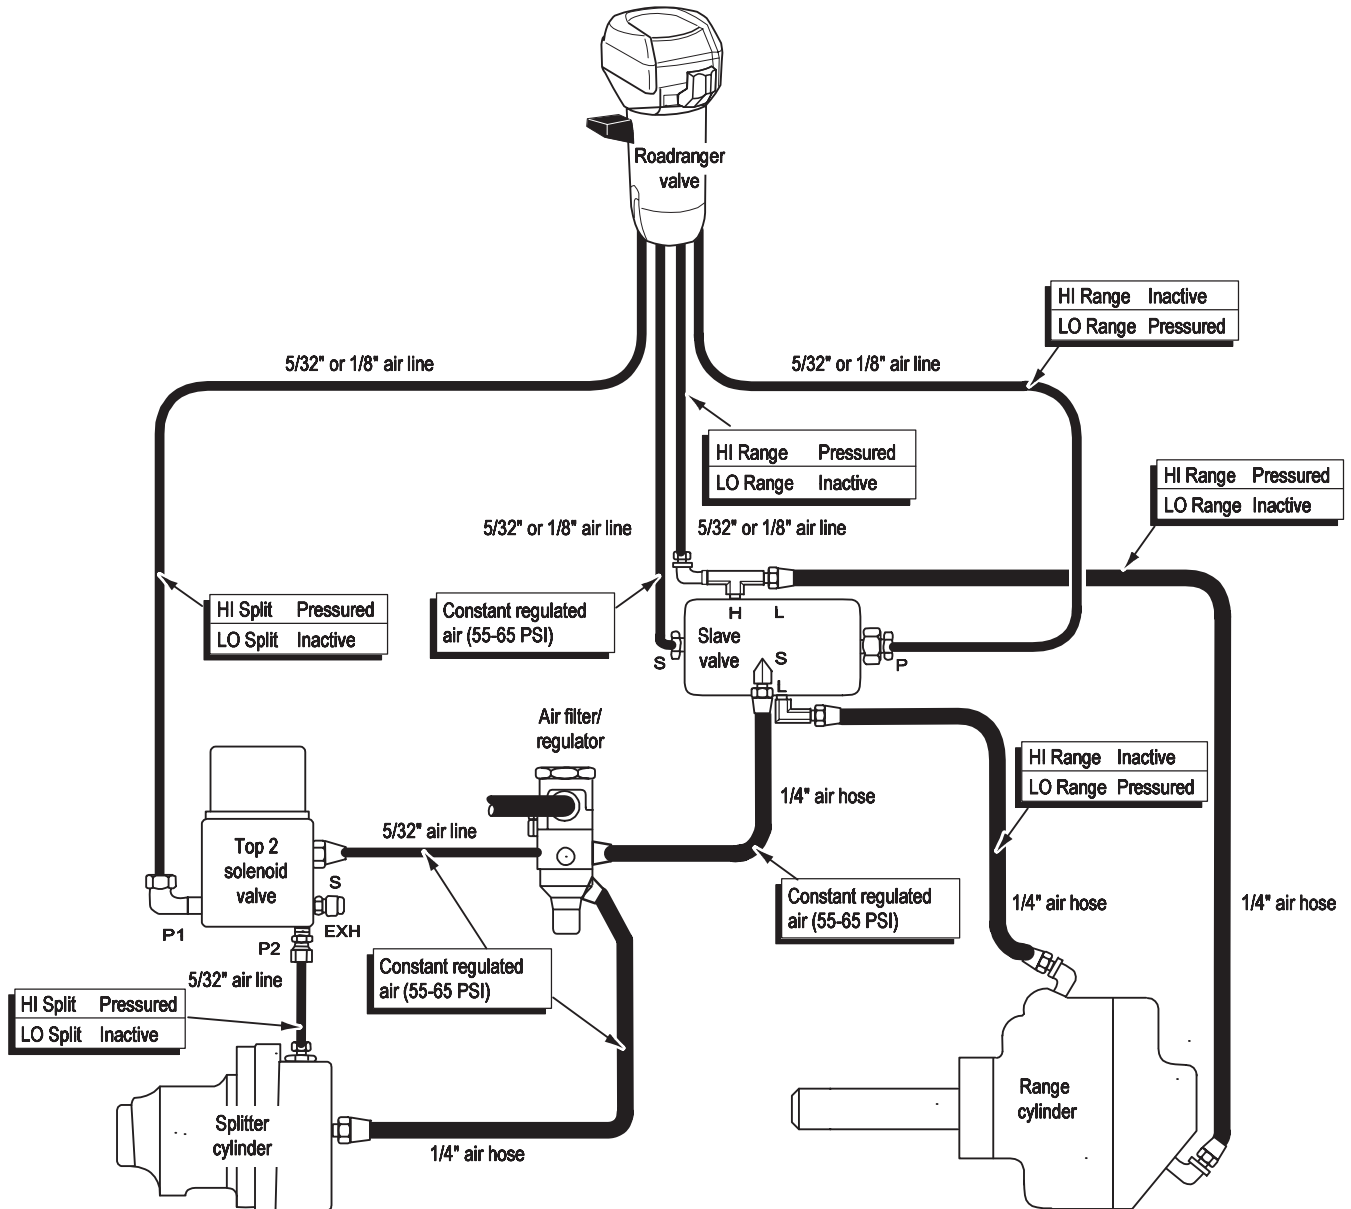 Roadranger
valve
HI Range Inactive
LO Range Pressured
5/32" or 1/8" air line
5/32" or 1/8" air line
HI Range Pressured
LO Range Inactive
HI Range Pressured
LO Range Inactive
5/32" or 1/8" air line
5/32" or 1/8" air line
HI Split Pressured
LO Split Inactive
Constant regulated
air (55-65 PSI)
H L
Slave
valve
S
S
P
L
Air filter/
regulator
HI Range Inactive
LO Range Pressured
1/4" air hose
5/32" air line
Top 2
solenoid
valve
S
Constant regulated
air (55-65 PSI)
1/4" air hose
1/4" air hose
P1
EXH
P2
5/32" air line
Constant regulated
air (55-65 PSI)
HI Split Pressured
LO Split Inactive
Range
cylinder
Splitter
cylinder
1/4" air hose